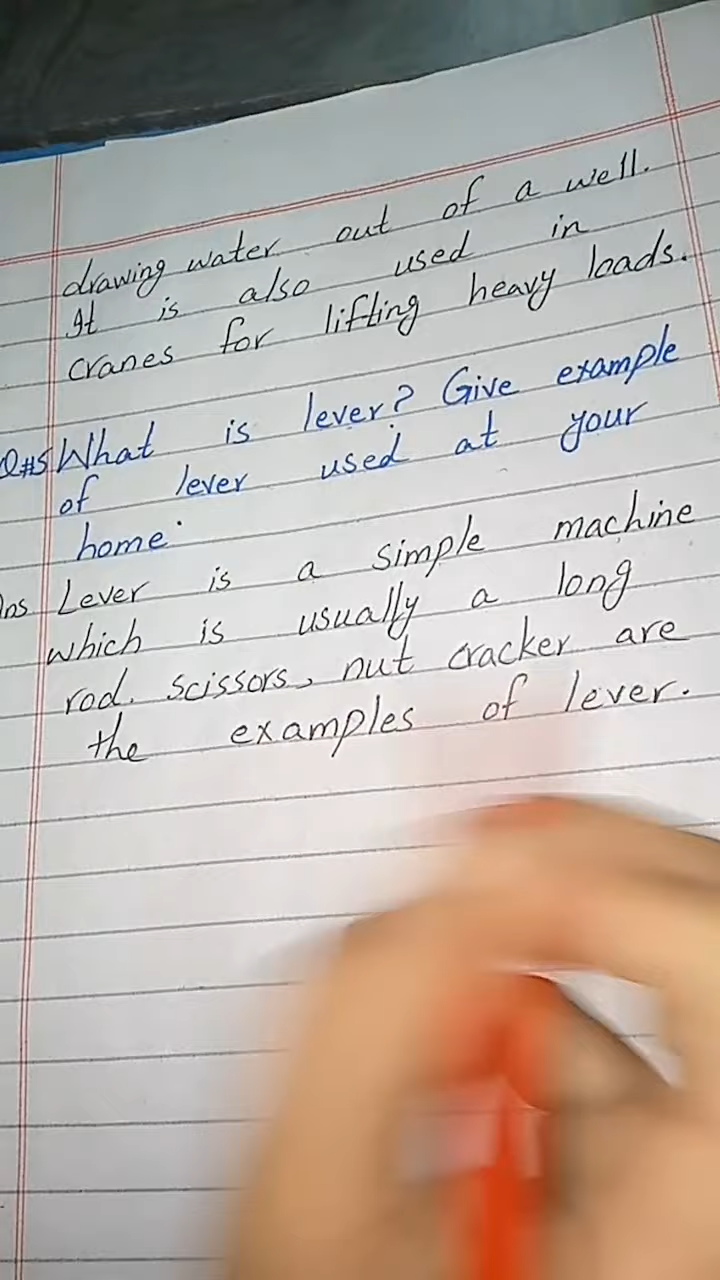 drawing water out of a well.
It is also used in
cranes for lifting heavy loads.
Q#5 What is lever? Give example
of lever used at your
home.
Ans Lever is a simple machine
which is usually a long
rod. scissors, nut cracker are
the examples of lever.